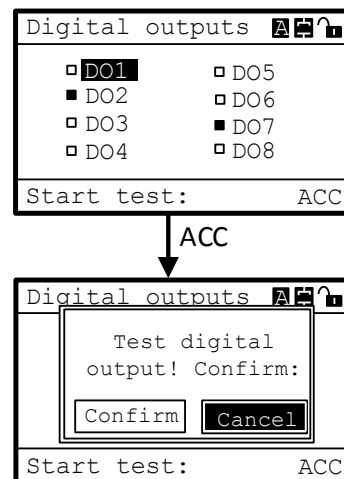 Digital outputs A
DO1 DO5
DO2 DO6
DO3 DO7
DO4 DO8
Start test: ACC
ACC
Digital outputs A
Test digital
output! Confirm:
Confirm Cancel
Start test: ACC